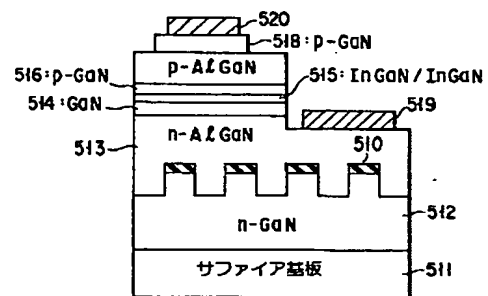 520
518:p-GaN
p-AlGaN
516:p-GaN
515:InGaN/InGaN
514:GaN
519
n-AlGaN
510
513
n-GaN
512
サファイア基板
511